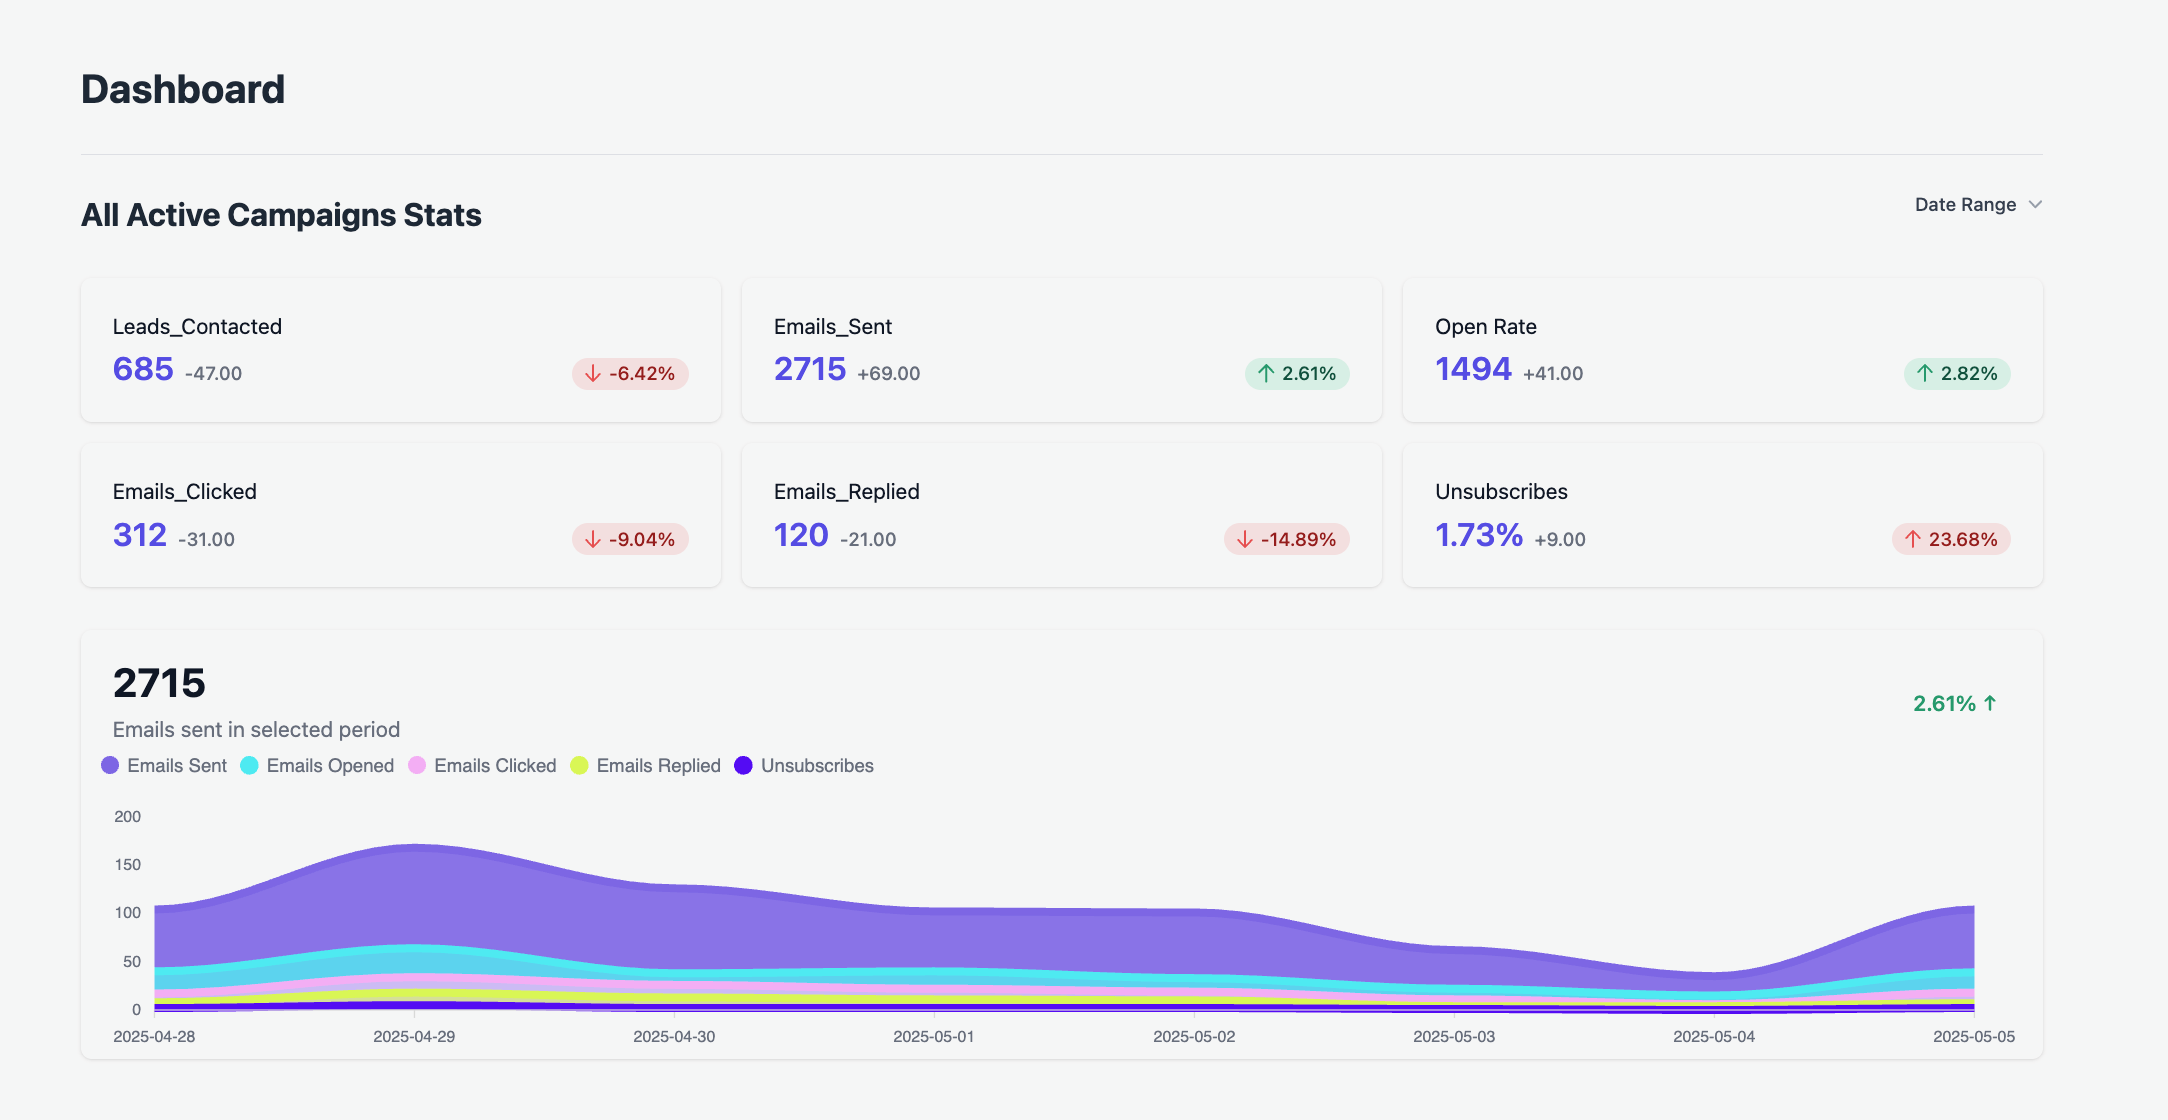 Dashboard
All Active Campaigns Stats
Date Range
Leads_Contacted
685 -47.00
-6.42%
Emails_Sent
2715 +69.00
2.61%
Open Rate
1494 +41.00
2.82%
Emails_Clicked
312 -31.00
-9.04%
Emails_Replied
120 -21.00
-14.89%
Unsubscribes
1.73% +9.00
23.68%
2715
2.61%
Emails sent in selected period
Emails Sent Emails Opened Emails Clicked Emails Replied Unsubscribes
200
150
100
50
0
2025-04-28 2025-04-29 2025-04-30 2025-05-01 2025-05-02 2025-05-03 2025-05-04 2025-05-05